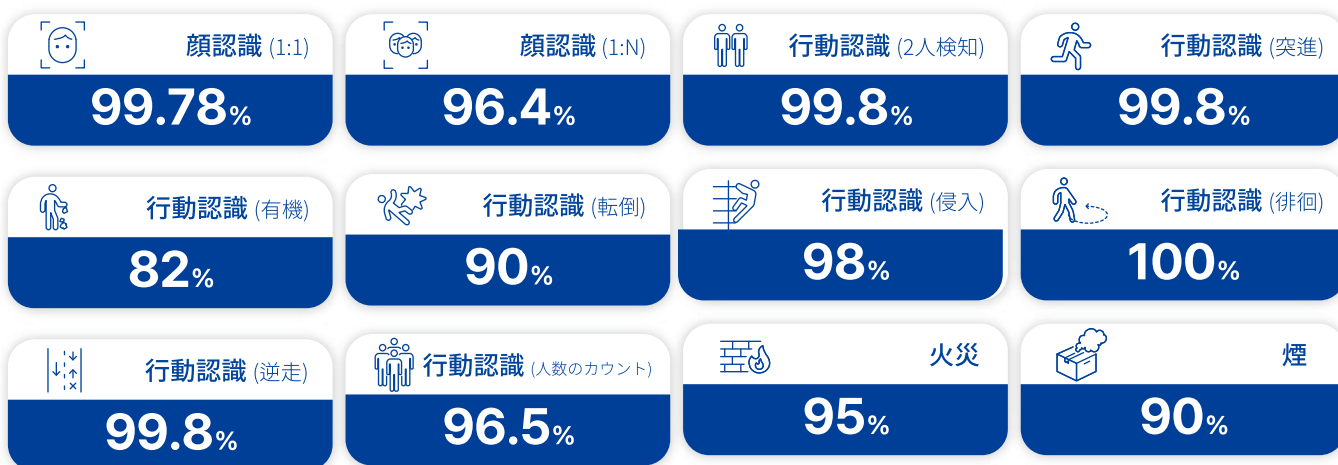 顔認識 (1:1)
99.78%
顔認識 (1:N)
96.4%
行動認識 (2人検知)
99.8%
行動認識 (突進)
99.8%
行動認識 (有機)
82%
行動認識 (転倒)
90%
行動認識 (侵入)
98%
行動認識 (徘徊)
100%
行動認識 (逆走)
99.8%
行動認識 (人数のカウント)
96.5%
火災
95%
煙
90%